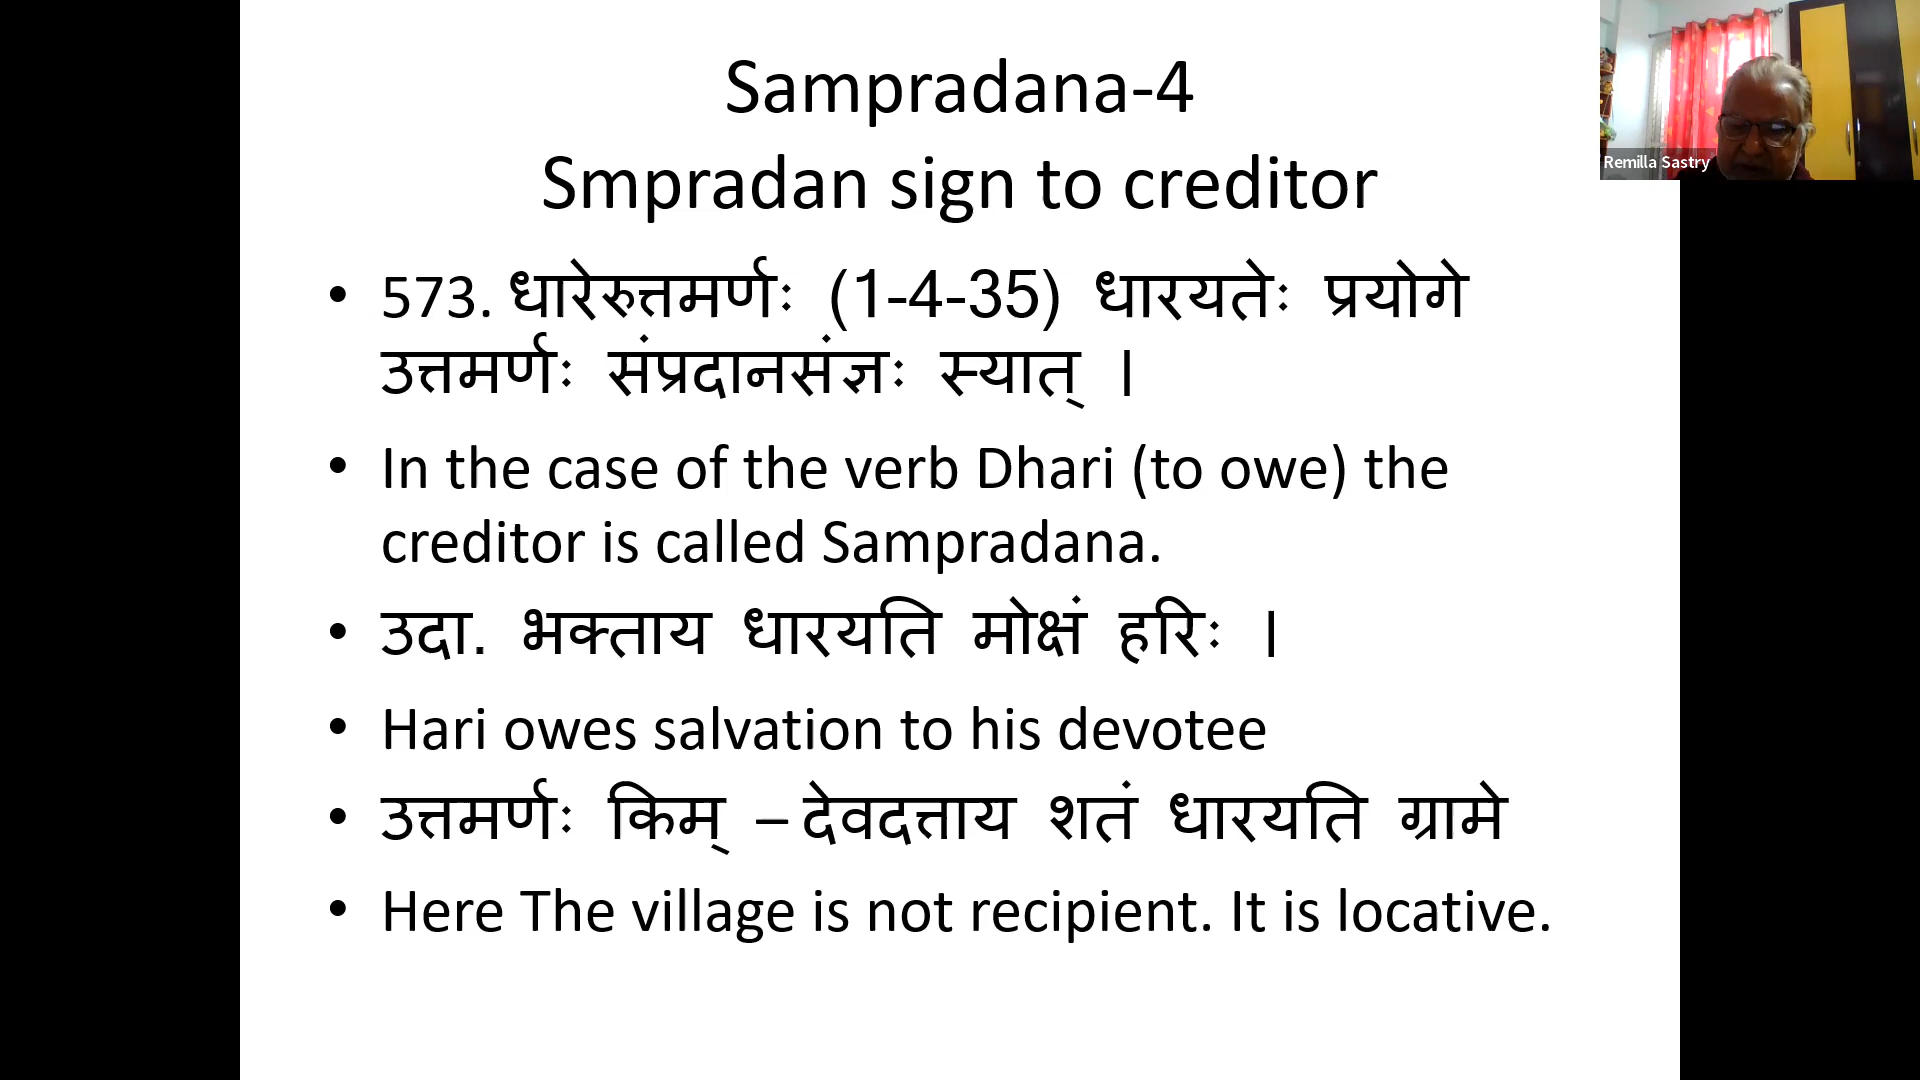 Sampradana-4
Smpradan sign to creditor
• 573. धारेरुत्तमर्णः (1-4-35) धारयतेः प्रयोगे
उत्तमर्णः संप्रदानसंज्ञः स्यात् ।
• In the case of the verb Dhari (to owe) the
creditor is called Sampradana.
• उदा. भक्ताय धारयति मोक्षं हरिः ।
• Hari owes salvation to his devotee
• उत्तमर्णः किम् – देवदत्ताय शतं धारयति ग्रामे
• Here The village is not recipient. It is locative.
Remilla Sastry